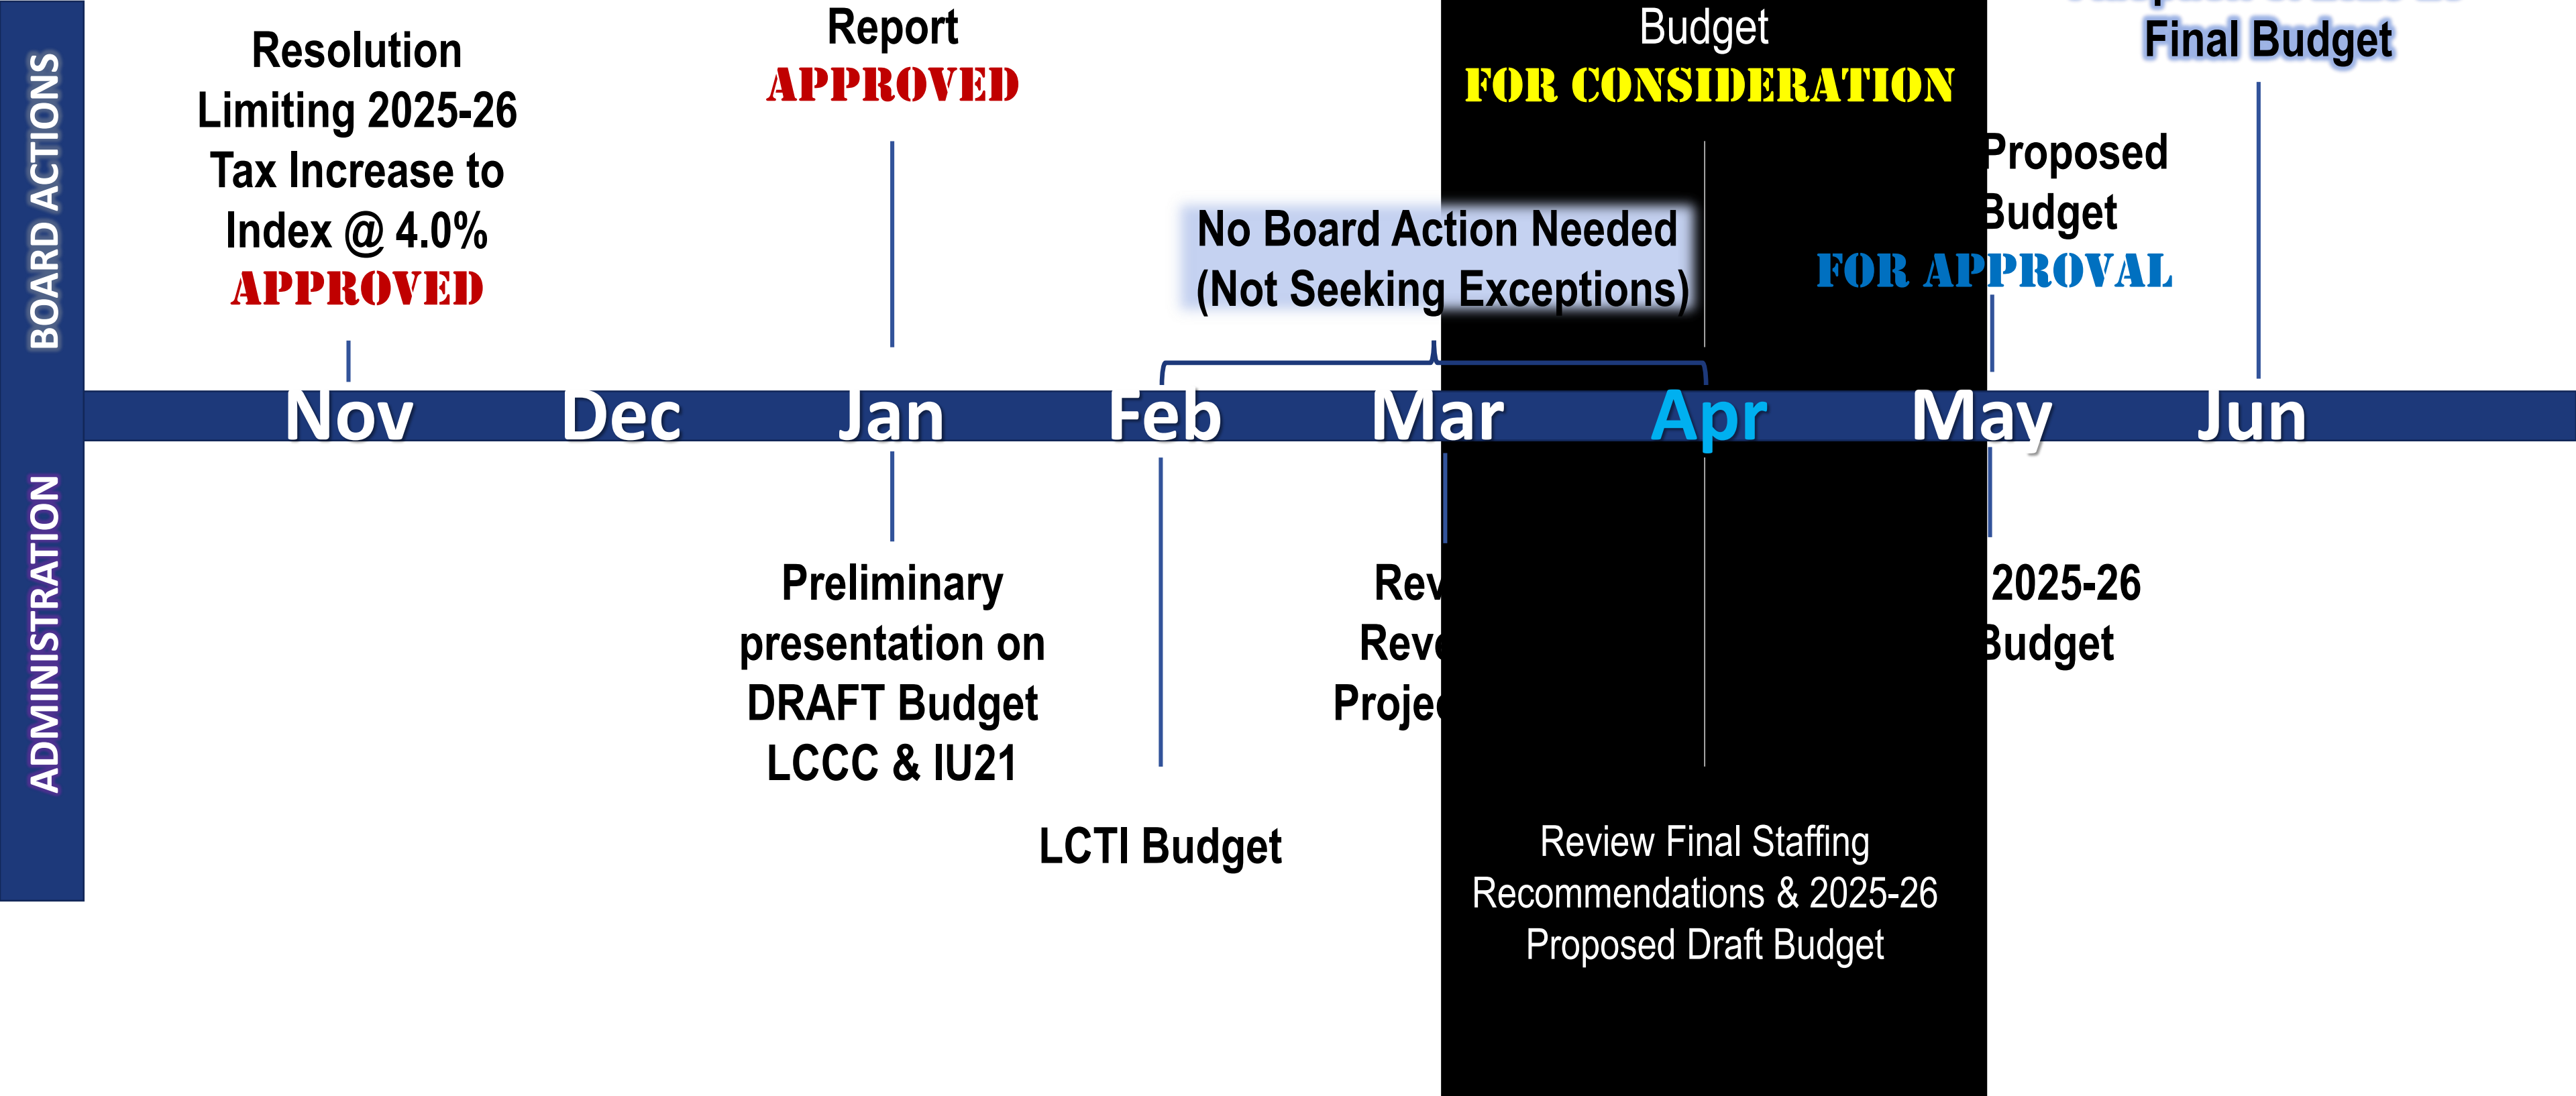 BOARD ACTIONS
Resolution
Limiting 2025-26
Tax Increase to
Index @ 4.0%
APPROVED
Report
APPROVED
No Board Action Needed
(Not Seeking Exceptions)
Budget
FOR CONSIDERATION
Proposed
Budget
FOR APPROVAL
Final Budget
Nov Dec Jan Feb Mar Apr May Jun
ADMINISTRATION
Preliminary
presentation on
DRAFT Budget
LCCC & IU21
LCTI Budget
Rev
Reve
Projec
Review Final Staffing
Recommendations & 2025-26
Proposed Draft Budget
2025-26
Budget